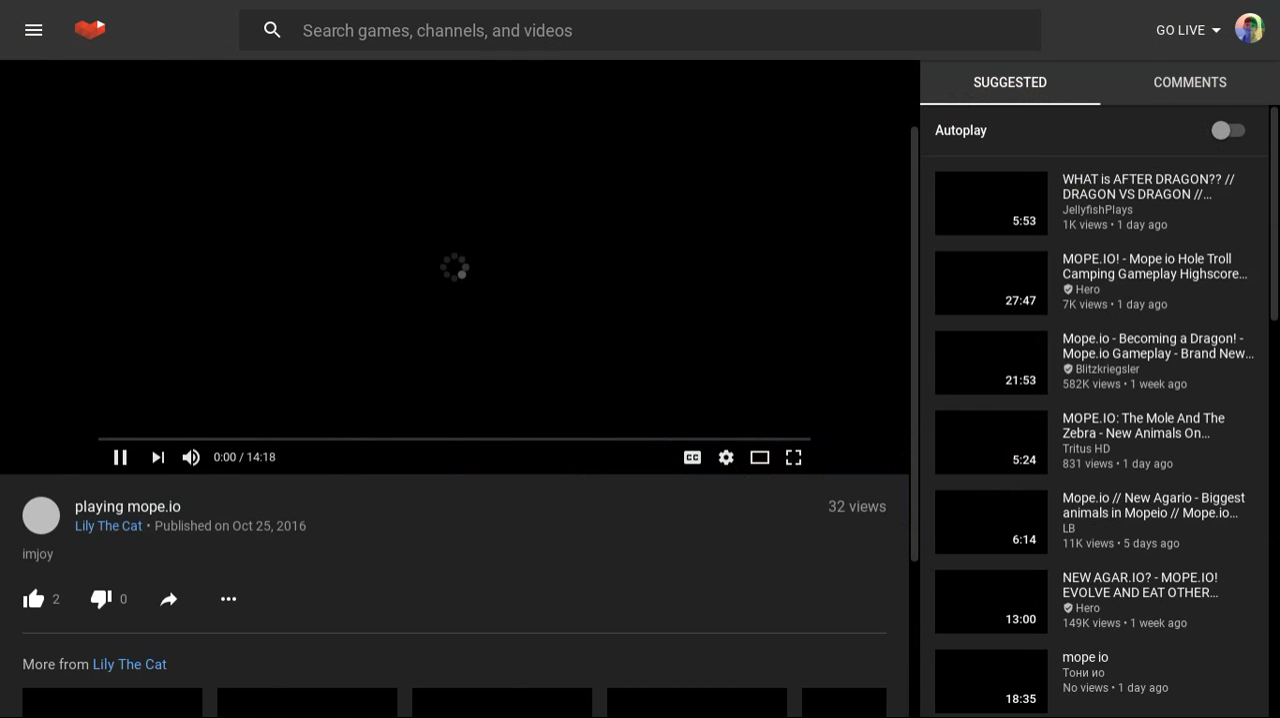 Search games, channels, and videos
GO LIVE
SUGGESTED
COMMENTS
Autoplay
5:53
WHAT is AFTER DRAGON?? //
DRAGON VS DRAGON //...
JellyfishPlays
1K views • 1 day ago
27:47
MOPE.IO! - Mope io Hole Troll
Camping Gameplay Highscore...
Hero
7K views • 1 day ago
21:53
Mope.io - Becoming a Dragon! -
Mope.io Gameplay - Brand New...
Blitzkriegsler
582K views • 1 week ago
5:24
MOPE.IO: The Mole And The
Zebra - New Animals On...
Tritus HD
831 views • 1 day ago
6:14
Mope.io // New Agario - Biggest
animals in Mopeio // Mope.io...
LB
11K views • 5 days ago
13:00
NEW AGAR.IO? - MOPE.IO!
EVOLVE AND EAT OTHER...
Hero
149K views • 1 week ago
18:35
mope io
Тони ио
No views • 1 day ago
0:00 / 14:18
CC
playing mope.io
32 views
Lily The Cat • Published on Oct 25, 2016
imjoy
2
0
More from Lily The Cat